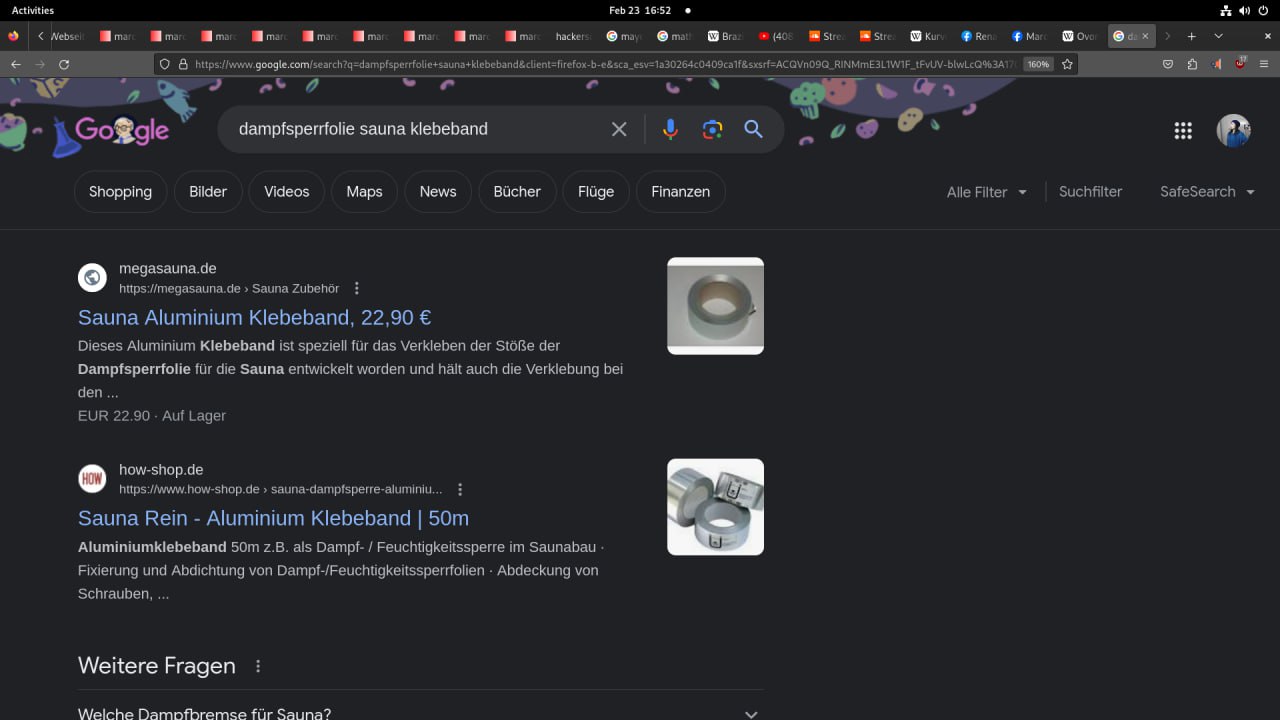 Activities
Feb 23 16:52
Webseit
marc
marc
marc
marc
marc
marc
marc
marc
marc
hackers
may
math
Brazi
(408
Strea
Strea
Kurv
Rena
Marc
Ovor
da
https://www.google.com/search?q=dampfsperrfolie+sauna+klebeband&client=firefox-b-e&sca_esv=1a30264c0409ca1f&sxsrf=
160%
17
Google
dampfsperrfolie sauna klebeband
Shopping
Bilder
Videos
Maps
News
Bücher
Flüge
Finanzen
Alle Filter
Suchfilter
SafeSearch
megasauna.de
https://megasauna.de › Sauna Zubehör
Sauna Aluminium Klebeband, 22,90 €
Dieses Aluminium Klebeband ist speziell für das Verkleben der Stöße der
Dampfsperrfolie für die Sauna entwickelt worden und hält auch die Verklebung bei
den ...
EUR 22.90 · Auf Lager
HOW
how-shop.de
https://www.how-shop.de › sauna-dampfsperre-aluminiu...
Sauna Rein - Aluminium Klebeband | 50m
Aluminiumklebeband 50m z.B. als Dampf- / Feuchtigkeitssperre im Saunabau ·
Fixierung und Abdichtung von Dampf-/Feuchtigkeitssperrfolien · Abdeckung von
Schrauben, ...
Weitere Fragen
Welche Dampfbremse für Sauna?